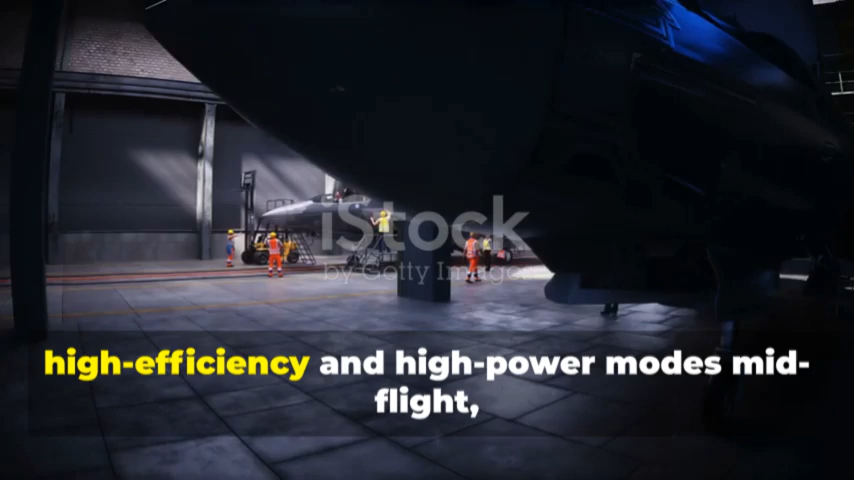 iStock
by Getty Images
high-efficiency and high-power modes mid-
flight,